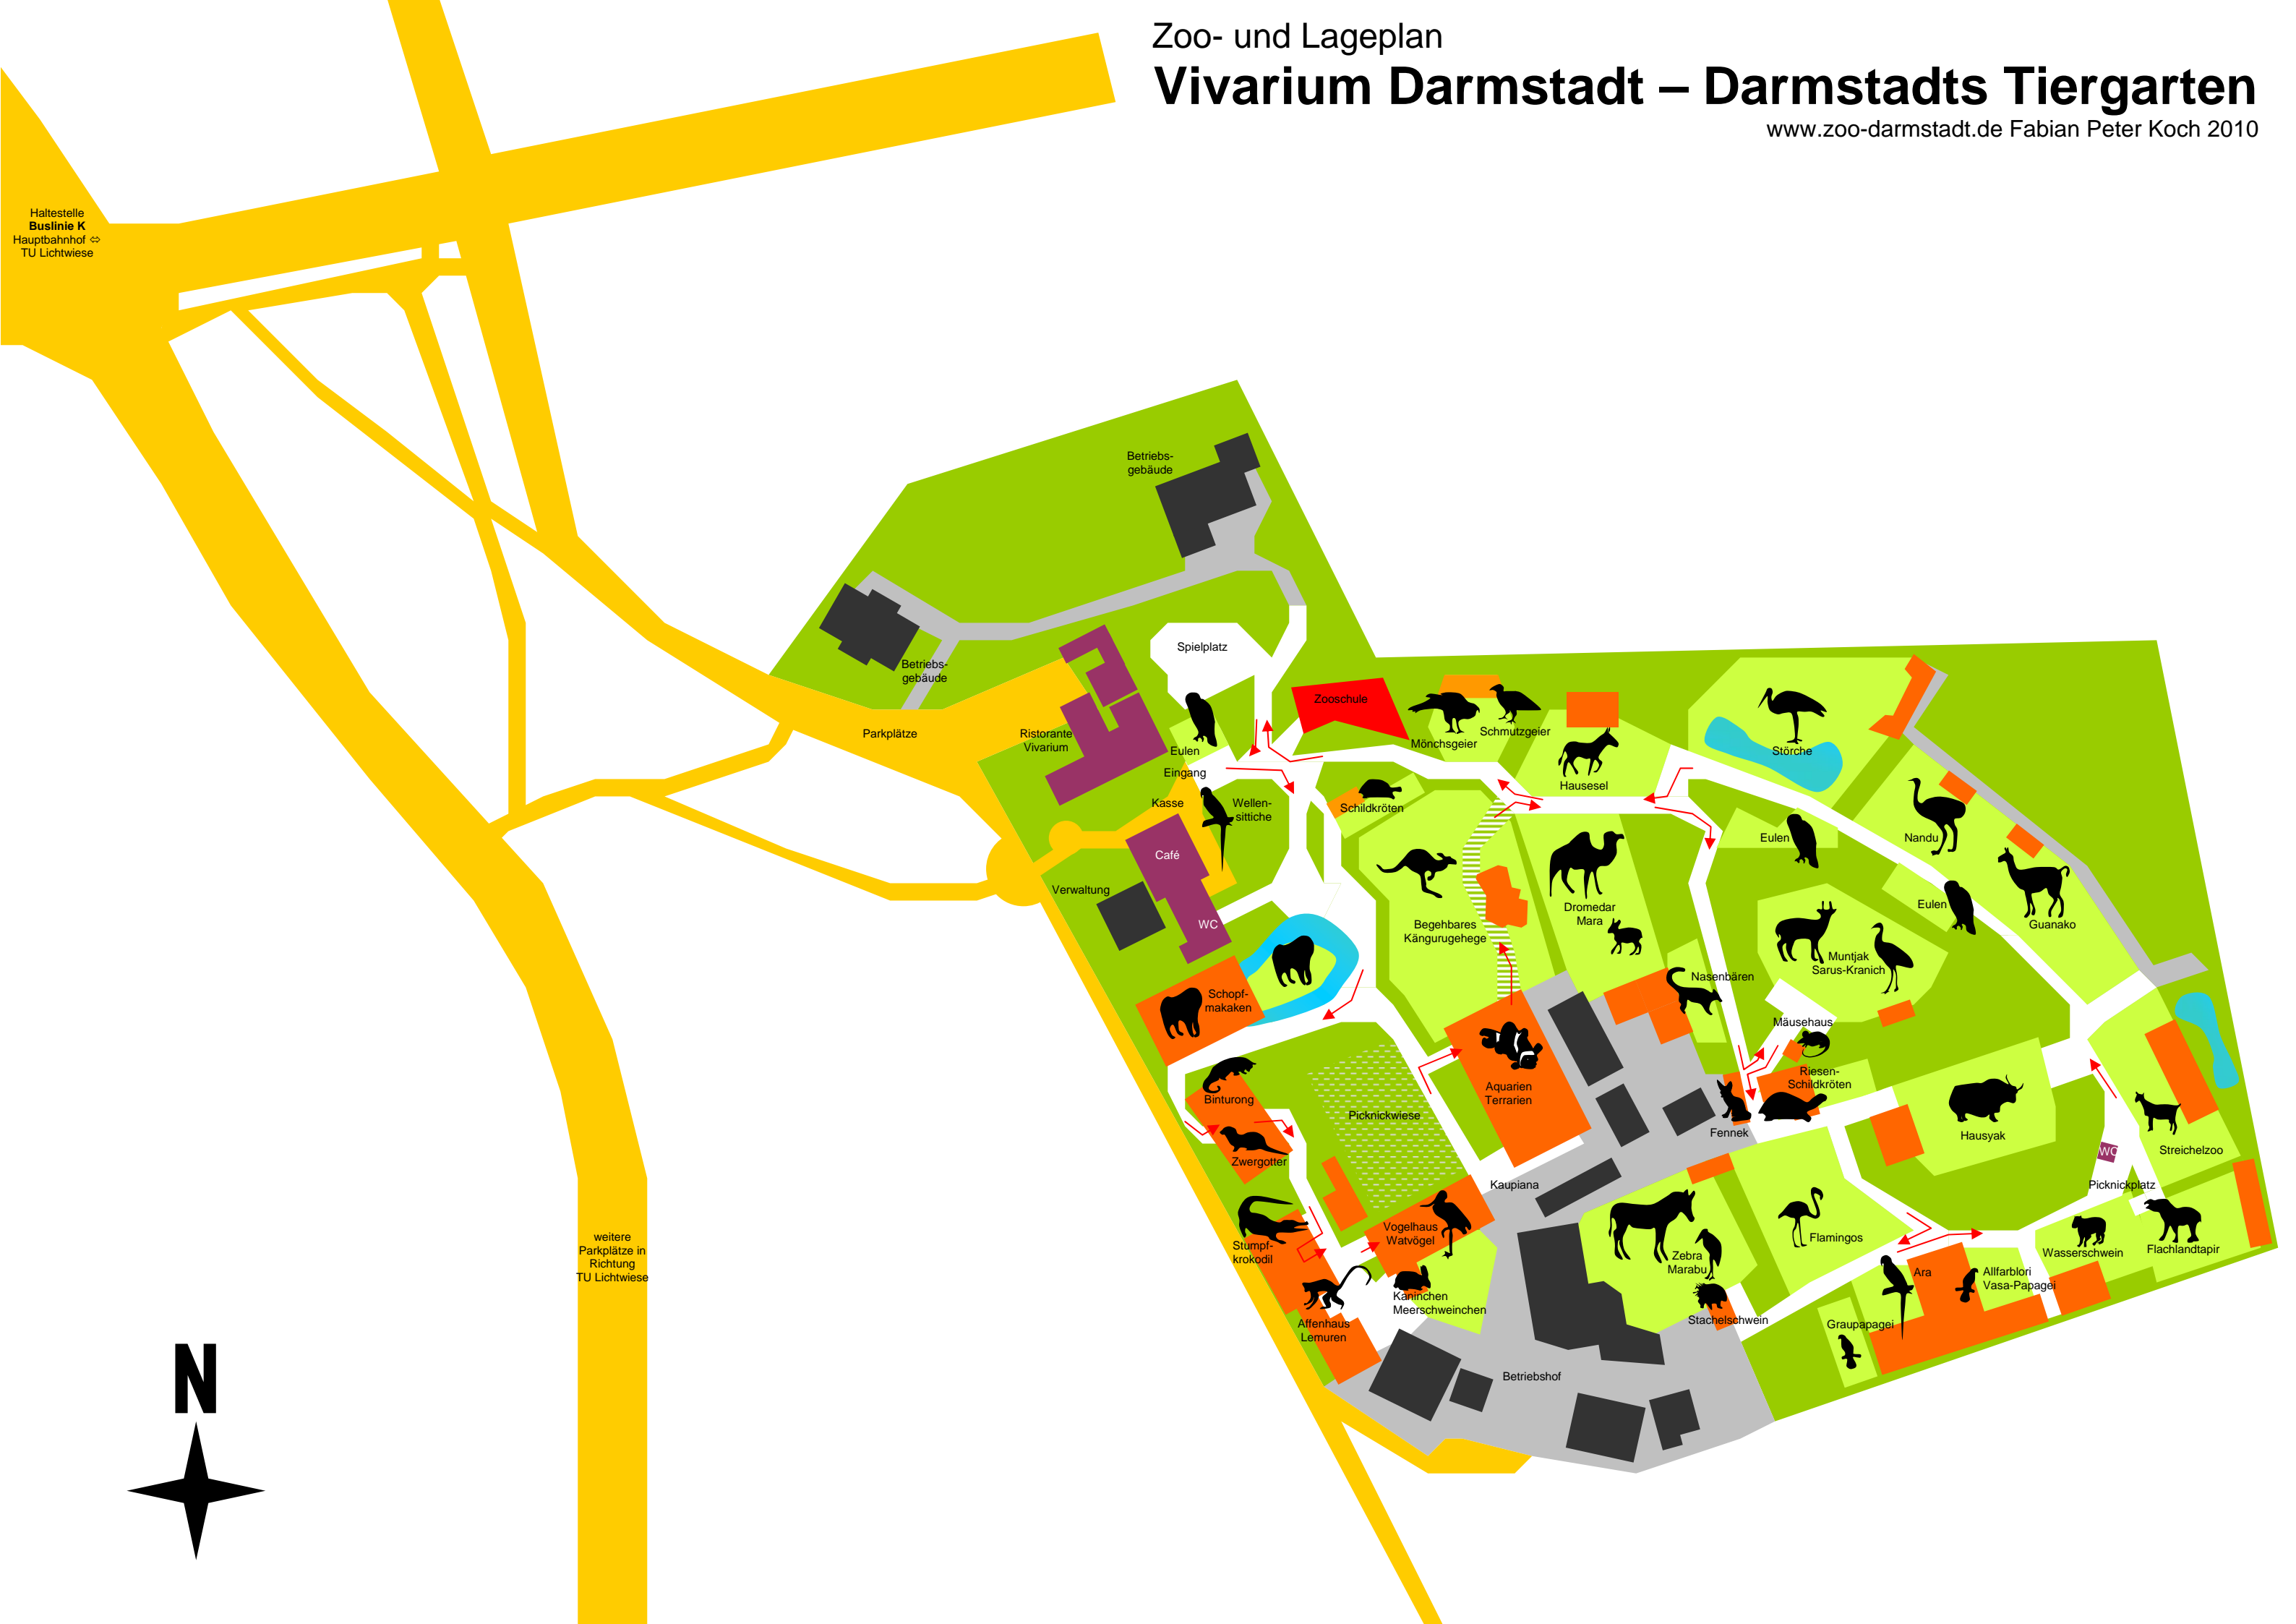 Zoo- und Lageplan
Vivarium Darmstadt – Darmstadts Tiergarten
www.zoo-darmstadt.de Fabian Peter Koch 2010
Haltestelle
Buslinie K
Hauptbahnhof ⇔
TU Lichtwiese
Betriebs-
gebäude
Betriebs-
gebäude
Spielplatz
Parkplätze
Ristorante
Vivarium
Eulen
Eingang
Kasse
Wellen-
sittiche
Café
Verwaltung
WC
Zooschule
Mönchsgeier
Schmutzgeier
Hausesel
Störche
Schildkröten
Eulen
Nandu
Eulen
Guanako
Begehbares
Kängurugehege
Dromedar
Mara
Muntjak
Sarus-Kranich
Nasenbären
Mäusehaus
Riesen-
Schildkröten
Fennek
Hausyak
Streichelzoo
WC
Picknickplatz
Schopf-
makaken
Binturong
Zwergotter
Picknickwiese
Aquarien
Terrarien
Kaupiana
Stumpf-
krokodil
Vogelhaus
Watvögel
Kaninchen
Meerschweinchen
Affenhaus
Lemuren
Zebra
Marabu
Stachelschwein
Flamingos
Ara
Allfarblori
Vasa-Papagei
Graupapagei
Wasserschwein
Flachlandtapir
Betriebshof
weitere
Parkplätze in
Richtung
TU Lichtwiese
N